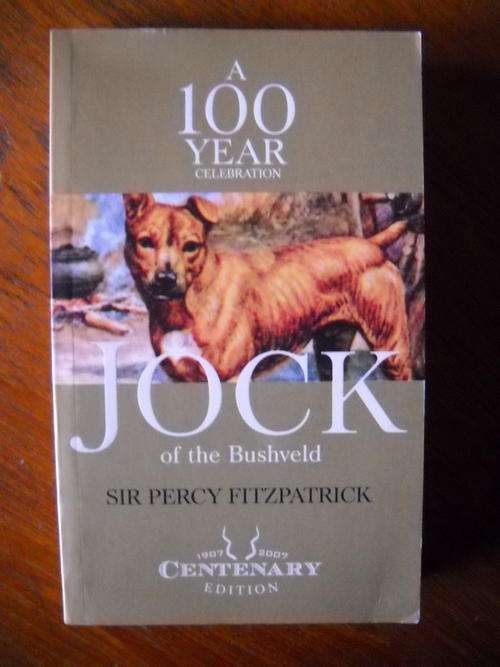 A
100
YEAR
CELEBRATION
JOCK
of the Bushveld
SIR PERCY FITZPATRICK
1907 2007
CENTENARY
EDITION